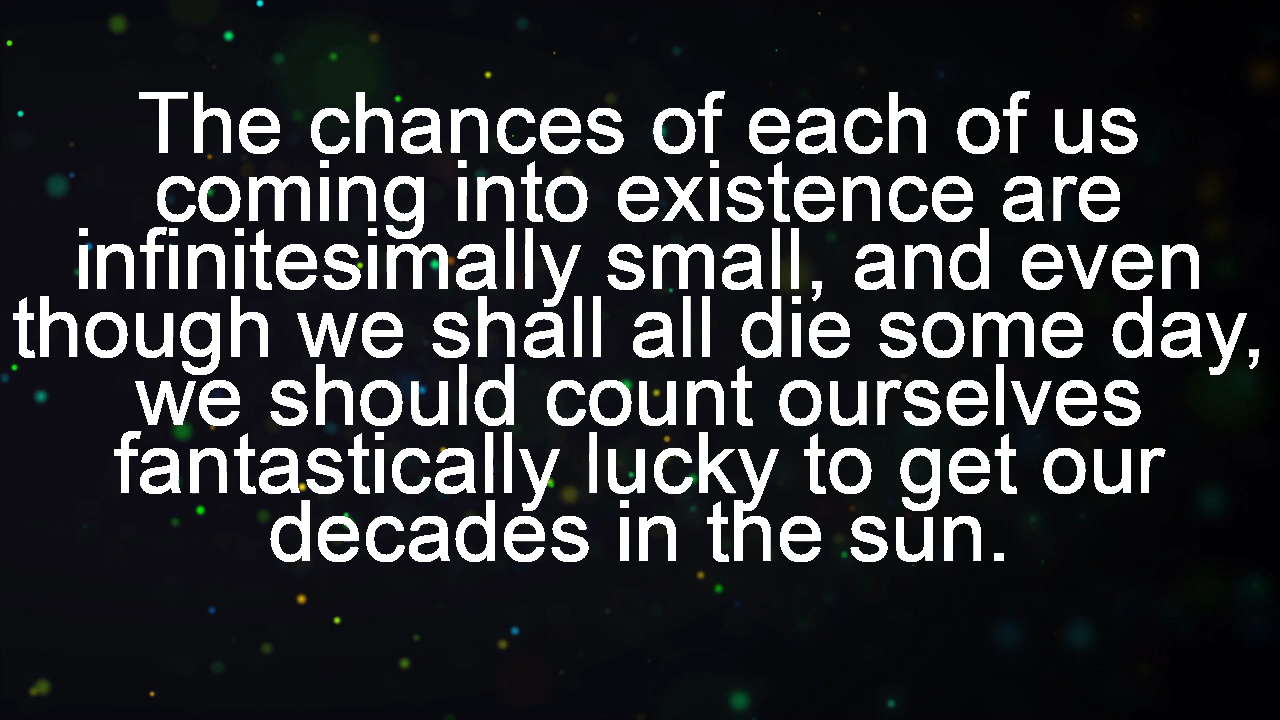 The chances of each of us
coming into existence are
infinitesimally small, and even
though we shall all die some day,
we should count ourselves
fantastically lucky to get our
decades in the sun.